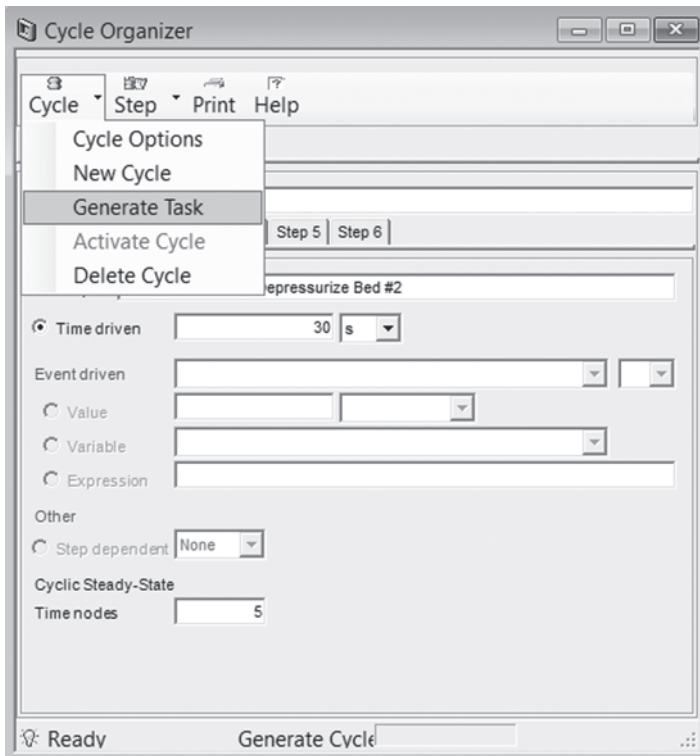 Cycle Organizer
Cycle Step Print Help
Cycle Options
New Cycle
Generate Task
Activate Cycle
Delete Cycle
Step 5 Step 6
Depressurize Bed #2
Time driven 30 s
Event driven
Value
Variable
Expression
Other
Step dependent None
Cyclic Steady-State
Time nodes 5
Ready Generate Cycle